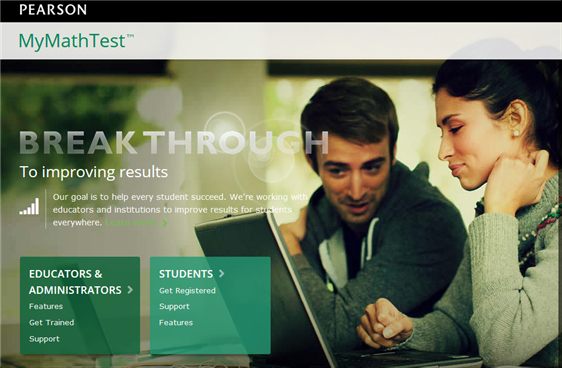 PEARSON
MyMathTest™
BREAKTHROUGH
To improving results
Our goal is to help every student succeed. We're working with
educators and institutions to improve results for students
everywhere.
EDUCATORS &
ADMINISTRATORS
Features
Get Trained
Support
STUDENTS
Get Registered
Support
Features